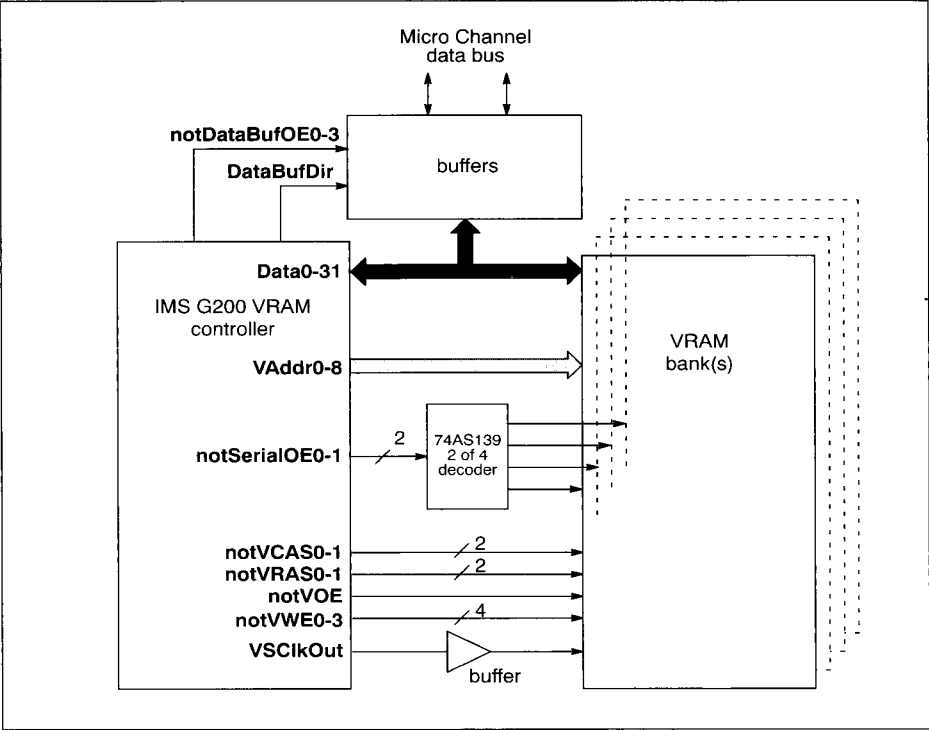 Micro Channel
data bus
notDataBufOE0-3
buffers
DataBufDir
Data0-31
IMS G200 VRAM
controller
VRAM
bank(s)
VAddr0-8
2
74AS139
2 of 4
decoder
notSerialOE0-1
notVCAS0-1
2
notVRAS0-1
2
notVOE
notVWE0-3
4
VSClkOut
buffer